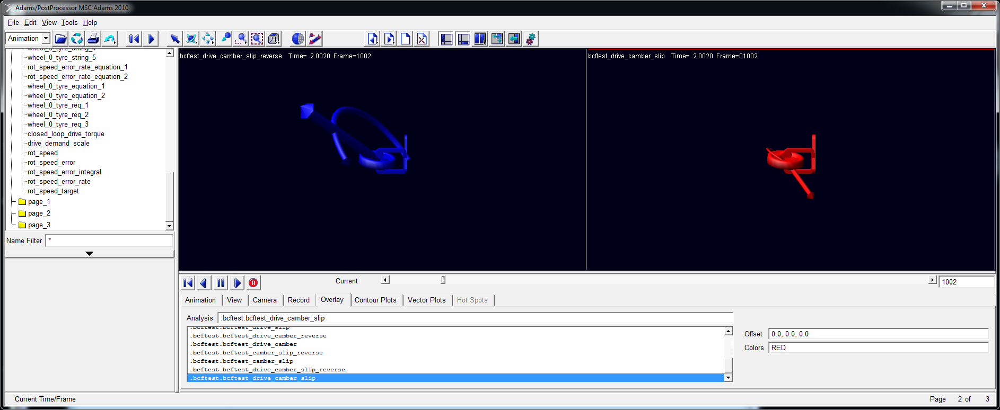 Adams/PostProcessor MSC Adams 2010
File Edit View Tools Help
Animation
wheel_0_tyre_string_4
wheel_0_tyre_string_5
rot_speed_error_rate_equation_1
rot_speed_error_rate_equation_2
wheel_0_tyre_equation_1
wheel_0_tyre_equation_2
wheel_0_tyre_req_1
wheel_0_tyre_req_2
wheel_0_tyre_req_3
closed_loop_drive_torque
drive_demand_scale
rot_speed
rot_speed_error
rot_speed_error_integral
rot_speed_error_rate
rot_speed_target
page_1
page_2
page_3
Name Filter *
bcftest_drive_camber_slip_reverse Time= 2.0020 Frame=1002
bcftest_drive_camber_slip Time= 2.0020 Frame=01002
R
Current
1002
Animation View Camera Record Overlay Contour Plots Vector Plots Hot Spots
Analysis .bcftest.bcftest_drive_camber_slip
.bcftest.bcftest_drive_slip
.bcftest.bcftest_drive_camber_reverse
.bcftest.bcftest_drive_camber
.bcftest.bcftest_camber_slip_reverse
.bcftest.bcftest_camber_slip
.bcftest.bcftest_drive_camber_slip_reverse
.bcftest.bcftest_drive_camber_slip
Offset 0.0, 0.0, 0.0
Colors RED
Current Time/Frame
Page 2 of 3